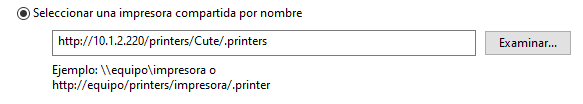 Seleccionar una impresora compartida por nombre
http://10.1.2.220/printers/Cute/.printers
Examinar...
Ejemplo: \\equipo\impresora o
http://equipo/printers/impresora/.printer